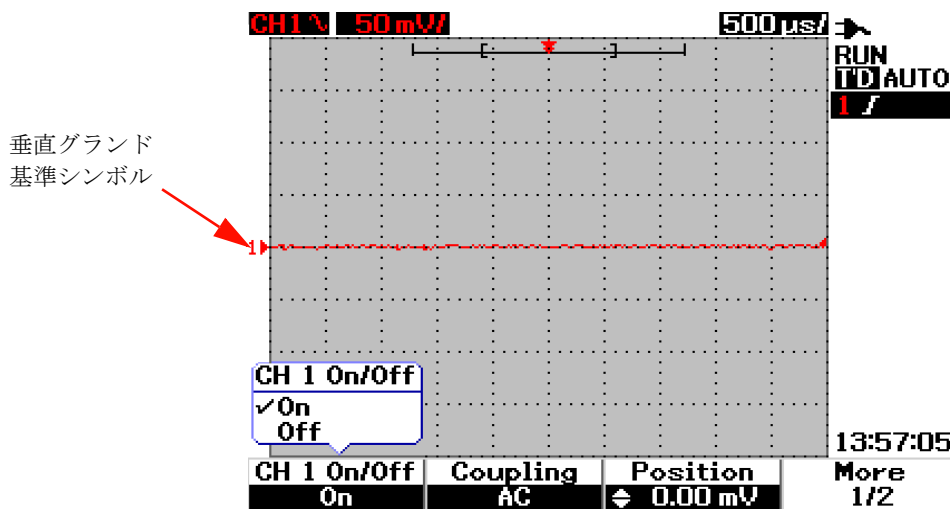 CH1 50 mV/ 500 µs/
RUN
TD AUTO
1
垂直グランド
基準シンボル
1
CH 1 On/Off
✓On
Off
13:57:05
CH 1 On/Off Coupling Position More
On AC 0.00 mV 1/2